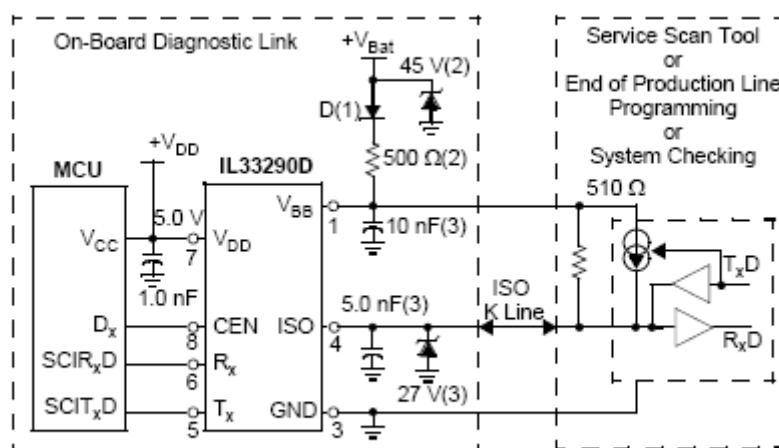 On-Board Diagnostic Link
+VBat
45 V(2)
D(1)
500 Ω(2)
Service Scan Tool
or
End of Production Line
Programming
or
System Checking
+VDD
MCU
IL33290D
510 Ω
5.0 V
VCC
VDD
7
VBB
1
10 nF(3)
1.0 nF
TxD
5.0 nF(3)
ISO
K Line
Dx
8
CEN
ISO
4
RxD
SCIRxD
6
Rx
27 V(3)
SCITxD
5
Tx
GND
3